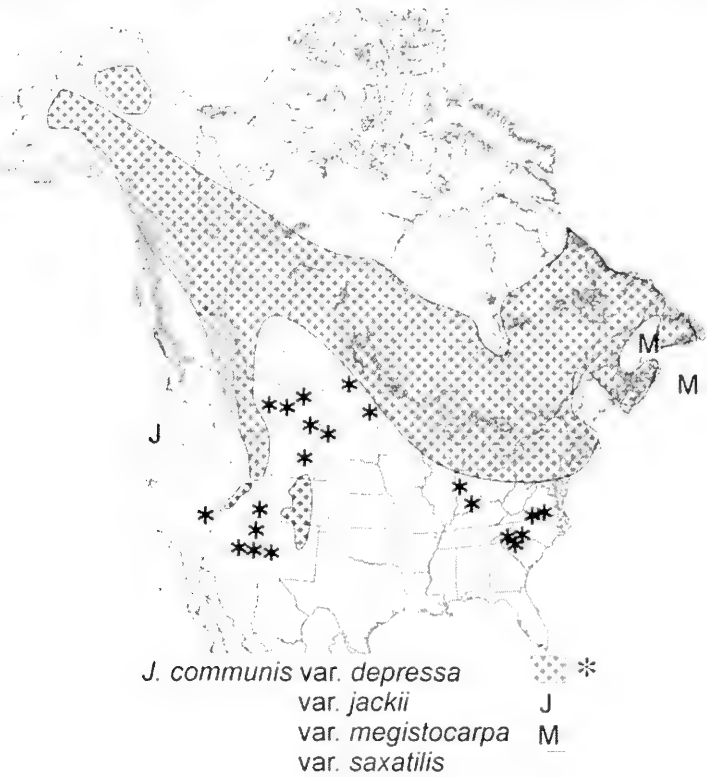 M
M
J
J. communis var. depressa *
var. jackii J
var. megistocarpa M
var. saxatilis